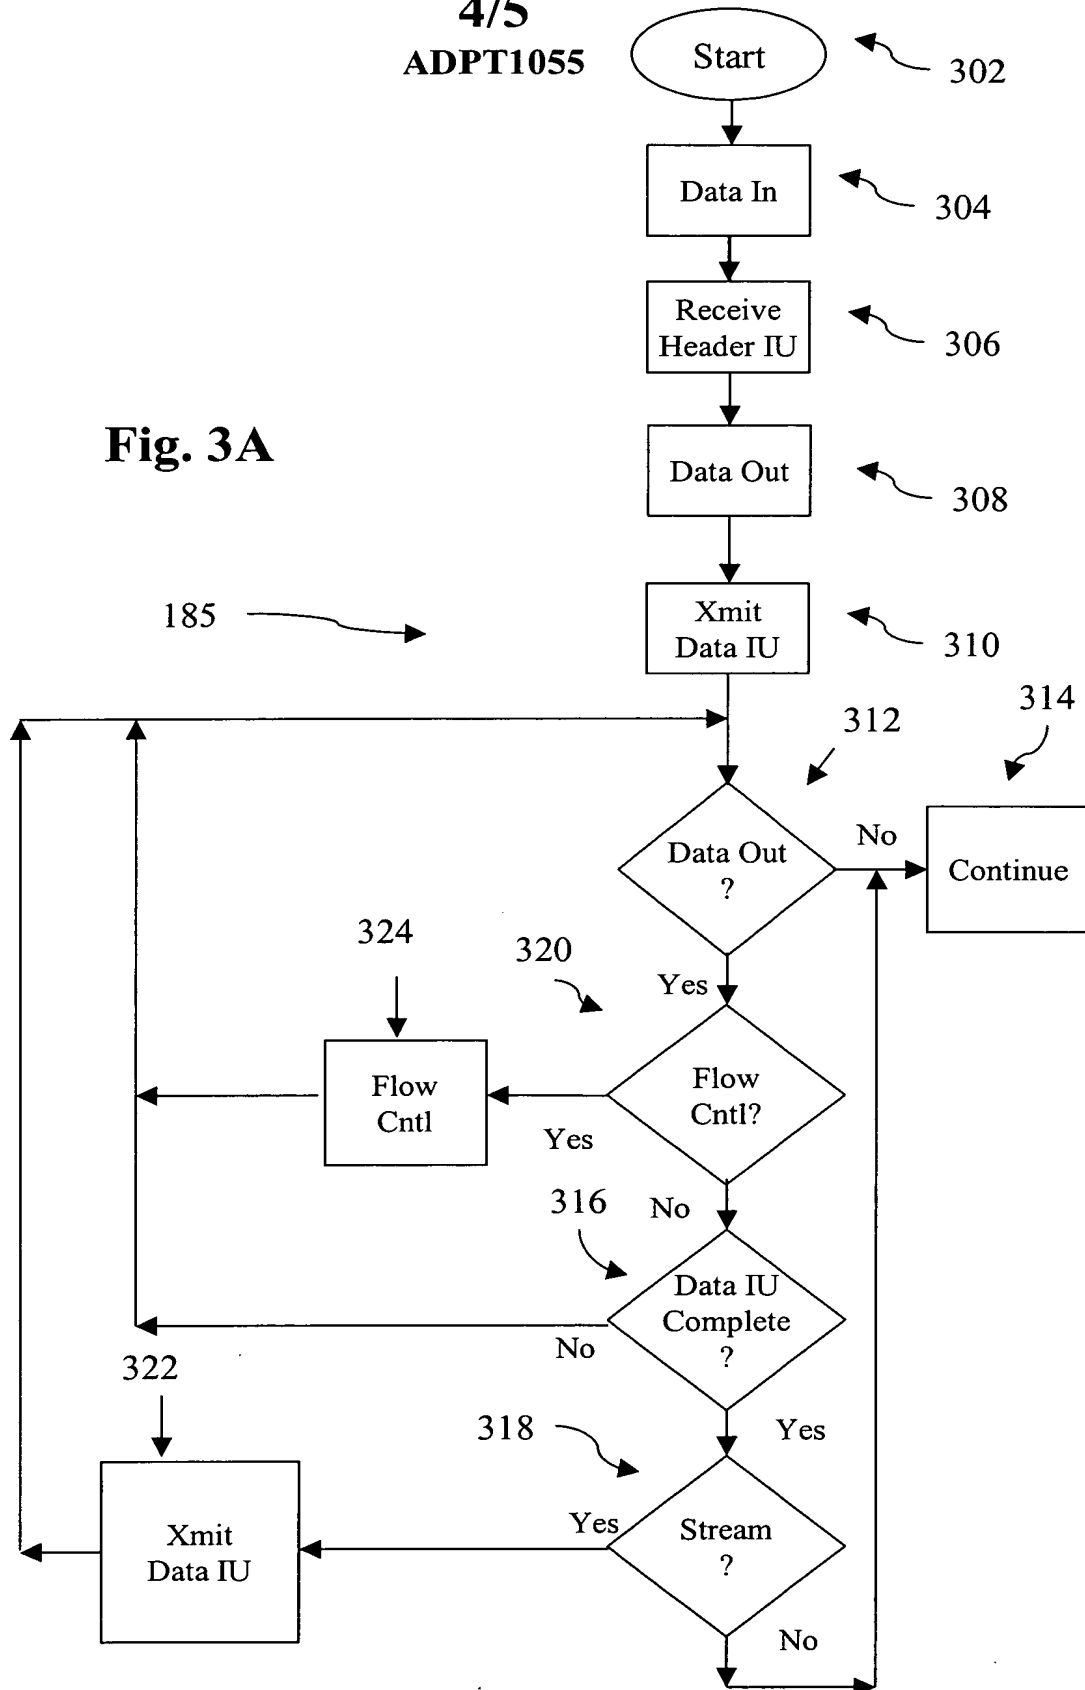 4/5
ADPT1055
Start
302
Data In
304
Receive
Header IU
306
Fig. 3A
Data Out
308
185
Xmit
Data IU
310
312
314
Data Out
?
No
Continue
324
320
Yes
Flow
Cntl
Yes
Flow
Cntl?
316
No
Data IU
Complete
?
No
322
318
Yes
Xmit
Data IU
Yes
Stream
?
No